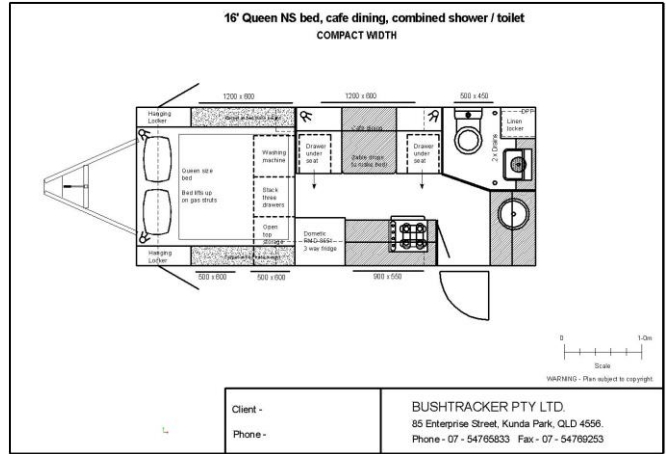 16' Queen NS bed, cafe dining, combined shower / toilet
COMPACT WIDTH
1200 x 600
1200 x 600
500 x 450
Hanging
Locker
OPP
Linen
locker
Cafe dining
Washing
machine
Drawer
under
seat
Table drops
to make bed
Drawer
under
seat
2 x Drains
Queen size
bed
Bed lifts up
on gas struts
Stack
three
drawers
Open
top
storage
Dometic
3 way fridge
Hanging
Locker
500 x 600
500 x 600
900 x 550
0
1·0m
Scale
WARNING - Plan subject to copyright.
Client -
Phone -
BUSHTRACKER PTY LTD.
85 Enterprise Street, Kunda Park, QLD 4556.
Phone - 07 - 54765833 Fax - 07 - 54769253